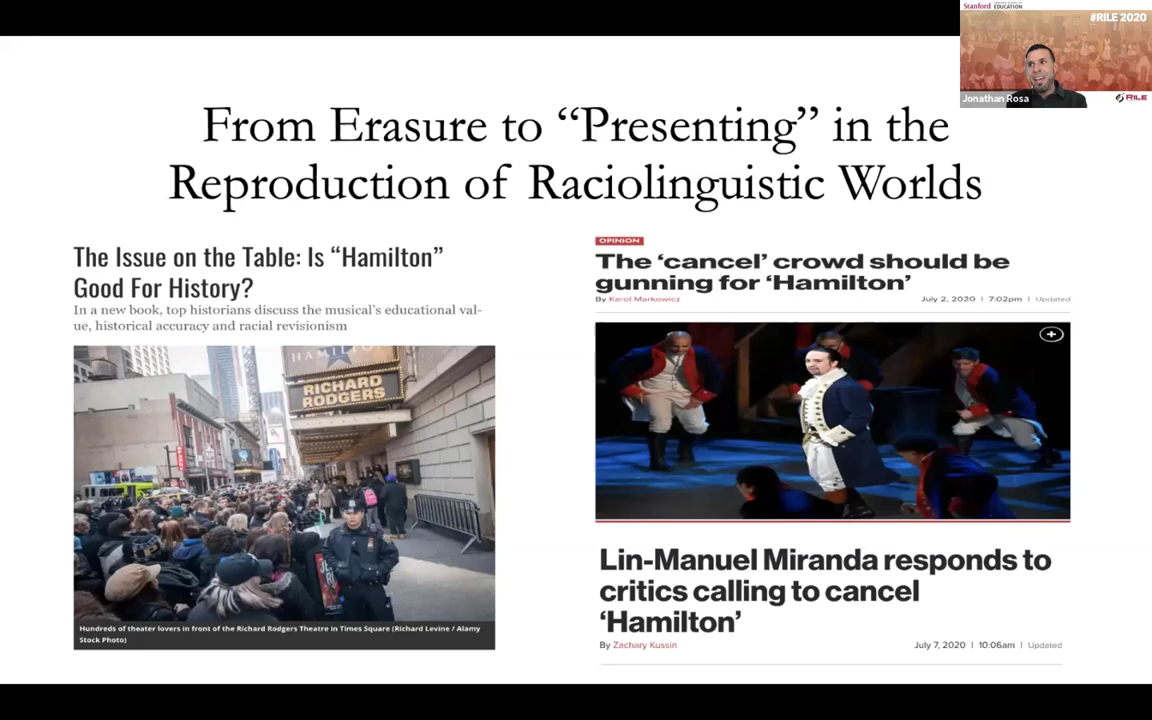 Stanford
EDUCATION
#RILE 2020
Jonathan Rosa
RILE
From Erasure to “Presenting” in the
Reproduction of Raciolinguistic Worlds
The Issue on the Table: Is “Hamilton”
Good For History?
In a new book, top historians discuss the musical’s educational val-
ue, historical accuracy and racial revisionism
HAMILTON
RICHARD
RODGERS
Hundreds of theater lovers in front of the Richard Rodgers Theatre in Times Square (Richard Levine / Alamy
Stock Photo)
OPINION
The ‘cancel’ crowd should be
gunning for ‘Hamilton’
By Karol Markowicz July 2, 2020 | 7:02pm | Updated
Lin-Manuel Miranda responds to
critics calling to cancel
‘Hamilton’
By Zachary Kussin July 7, 2020 | 10:06am | Updated